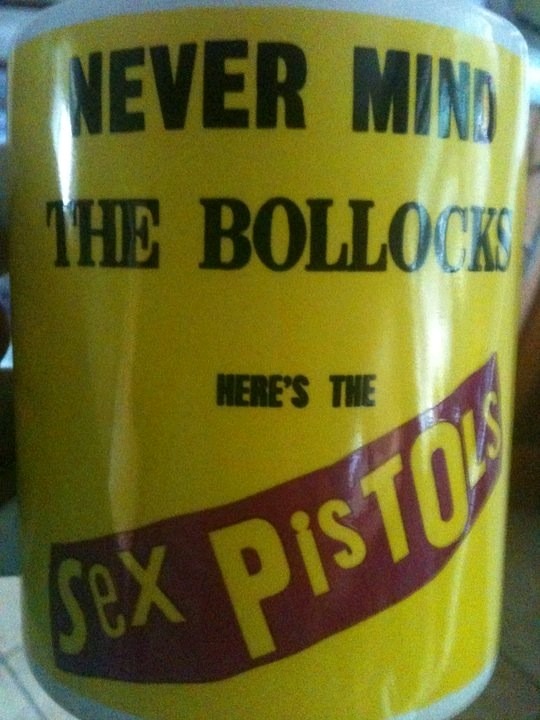 NEVER MIND
THE BOLLOCKS
HERE'S THE
Sex PisTOLS